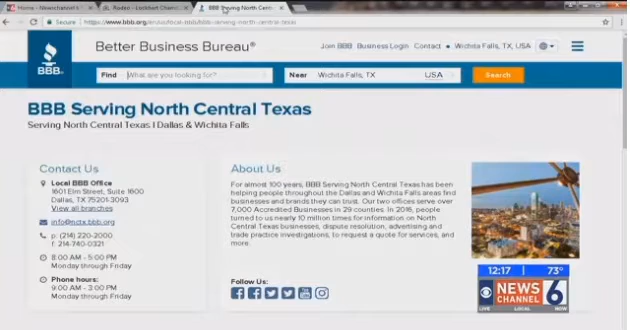 Home - Newschannel 6
Rodeo - Lockett Cham
BBB Serving North Centr
Secure
https://www.bbb.org/en/us/local-bbb/bbb-serving-north-central-texas
BBB
Better Business Bureau®
Join BBB Business Login Contact • Wichita Falls, TX, USA
Find What are you looking for? Near Wichita Falls, TX USA Search
BBB Serving North Central Texas
Serving North Central Texas | Dallas & Wichita Falls
Contact Us
Local BBB Office
1601 Elm Street, Suite 1600
Dallas, TX 75201-3093
View all branches
info@nctx.bbb.org
p: (214) 220-2000
f: 214-740-0321
8:00 AM - 5:00 PM
Monday through Friday
Phone hours:
9:00 AM - 3:00 PM
Monday through Friday
About Us
For almost 100 years, BBB Serving North Central Texas has been
helping people throughout the Dallas and Wichita Falls areas find
businesses and brands they can trust. Our two offices serve over
7,000 Accredited Businesses in 29 counties. In 2016, people
turned to us nearly 10 million times for information on North
Central Texas businesses, dispute resolution, advertising and
trade practice investigations, to request a quote for services, and
more.
Follow Us:
12:17 73°
NEWS
CHANNEL 6
LIVE LOCAL NOW